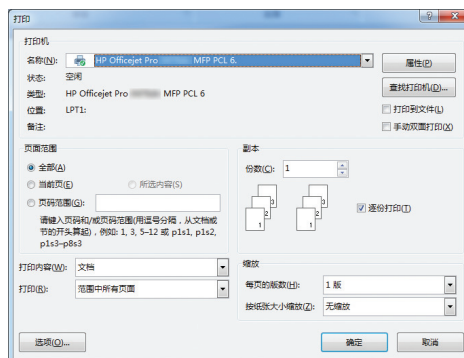 打印
打印机
名称(N): HP Officejet Pro MFP PCL 6. 属性(P)
状态: 空闲 查找打印机(D)...
类型: HP Officejet Pro MFP PCL 6
位置: LPT1: 打印到文件(L)
备注: 手动双面打印(X)
页面范围 副本
全部(A) 份数(C): 1
当前页(E) 所选内容(S)
页码范围(G): 逐份打印(T)
请键入页码和/或页码范围(用逗号分隔，从文档或
节的开头算起)，例如: 1, 3, 5–12 或 p1s1, p1s2,
p1s3–p8s3
3 3
2 2
1 1
打印内容(W): 文档 缩放
打印(R): 范围中所有页面 每页的版数(H): 1 版
按纸张大小缩放(Z): 无缩放
选项(O)... 确定 取消